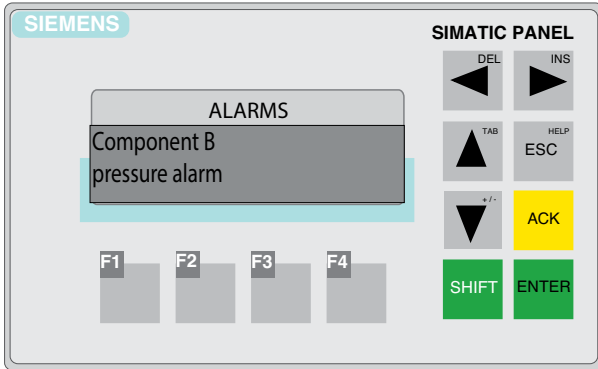 SIEMENS
SIMATIC PANEL
DEL
INS
ALARMS
Component B
pressure alarm
TAB
HELP
ESC
+/-
ACK
F1
F2
F3
F4
SHIFT
ENTER